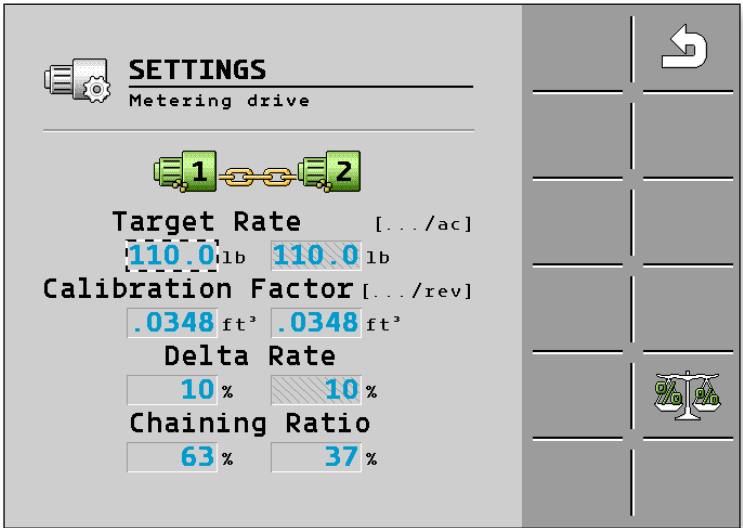 SETTINGS
Metering drive
1 2
Target Rate [.../ac]
110.0 lb 110.0 lb
Calibration Factor [.../rev]
.0348 ft³ .0348 ft³
Delta Rate
10 % 10 %
% %
Chaining Ratio
63 % 37 %